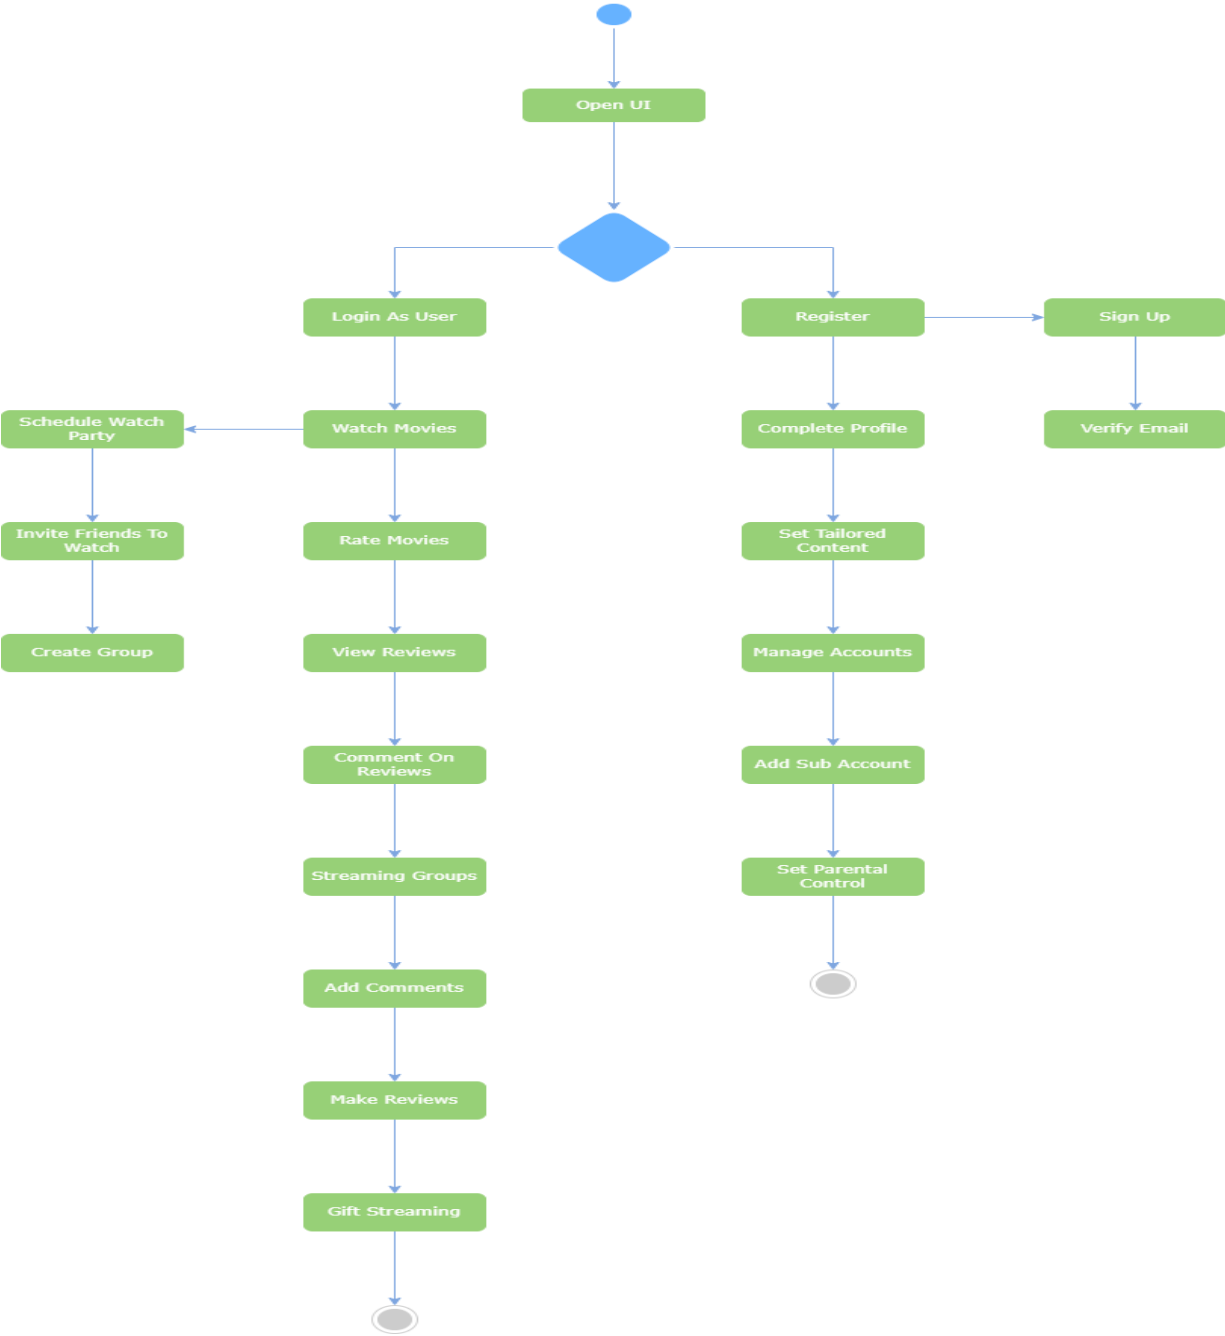 Open UI
Login As User
Register
Sign Up
Schedule Watch
Party
Watch Movies
Complete Profile
Verify Email
Invite Friends To
Watch
Rate Movies
Set Tailored
Content
Create Group
View Reviews
Manage Accounts
Comment On
Reviews
Add Sub Account
Streaming Groups
Set Parental
Control
Add Comments
Make Reviews
Gift Streaming